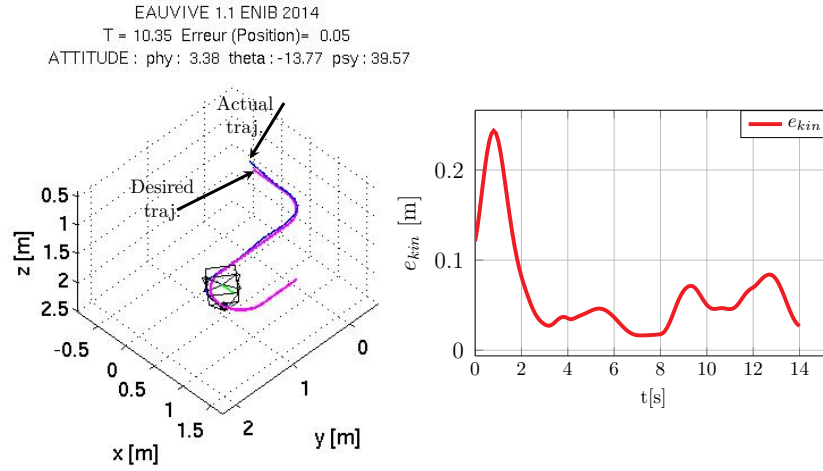 EAUVIVE 1.1 ENIB 2014
T = 10.35 Erreur (Position)= 0.05
ATTITUDE : phy : 3.38 theta : -13.77 psy : 39.57
Actual
traj.
Desired
traj.
0.5
1
1.5
2
2.5
z [m]
-0.5
0
0.5
1
1.5
x [m]
2
1
0
y [m]
e_kin
0.2
0.1
0
e_kin [m]
0 2 4 6 8 10 12 14
t[s]